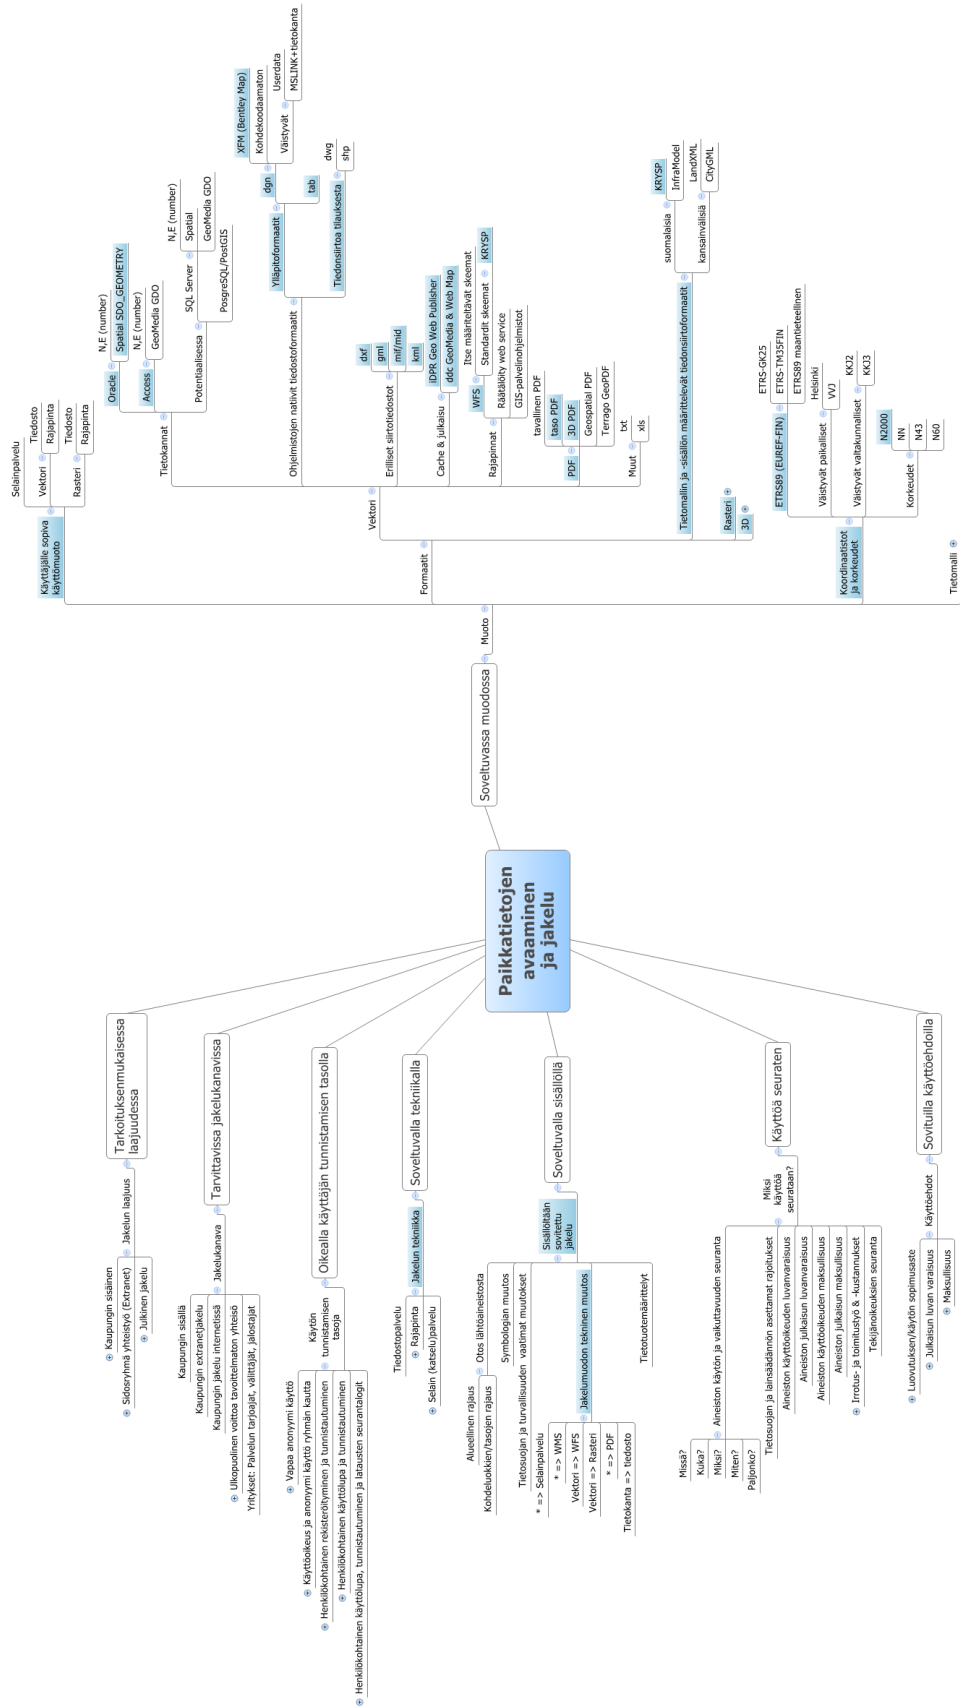 Paikkatietojen
avaaminen
ja jakelu
Tarkoituksenmukaisessa
laajuudessa
Jakelun laajuus
Kaupungin sisäinen
Sidosryhmä yhteistyö (Extranet)
Julkinen jakelu
Tarvittavissa jakelukanavissa
Jakelukanava
Kaupungin sisällä
Kaupungin extranetjakelu
Kaupungin jakelu internetissä
Ulkopuolinen voittoa tavoittelmaton yhteisö
Yritykset: Palvelun tarjoajat, välittäjät, jalostajat
Oikealla käyttäjän tunnistamisen tasolla
Käytön
tunnistamisen
tasoja
Vapaa anonyymi käyttö
Käyttöoikeus ja anonyymi käyttö ryhmän kautta
Henkilökohtainen rekisteröityminen ja tunnistautuminen
Henkilökohtainen käyttölupa ja tunnistautuminen
Henkilökohtainen käyttölupa, tunnistautuminen ja latausten seurantalogit
Soveltuvalla tekniikalla
Jakelun tekniikka
Tiedostopalvelu
Rajapinta
Selain (katselu)palvelu
Soveltuvalla sisällöllä
Sisällöltään
sovitettu
jakelu
Otos lähtöaineistosta
Alueellinen rajaus
Kohdeluokkien/tasojen rajaus
Symbologian muutos
Tietosuojan ja turvallisuuden vaatimat muutokset
Jakelumuodon tekninen muutos
* => Selainpalvelu
* => WMS
Vektori => WFS
Vektori => Rasteri
* => PDF
Tietokanta => tiedosto
Tietotuotemäärittelyt
Käyttöä seuraten
Miksi
käyttöä
seurataan?
Aineiston käytön ja vaikuttavuuden seuranta
Missä?
Kuka?
Miksi?
Miten?
Paljonko?
Tietosuojan ja lainsäädännön asettamat rajoitukset
Aineiston käyttöoikeuden luvanvaraisuus
Aineiston julkaisun luvanvaraisuus
Aineiston käyttöoikeuden maksullisuus
Aineiston julkaisun maksullisuus
Irrotus- ja toimitustyö & -kustannukset
Tekijänoikeuksien seuranta
Sovituilla käyttöehdoilla
Käyttöehdot
Luovutuksen/käytön sopimusaste
Julkaisun luvan varaisuus
Maksullisuus
Soveltuvassa muodossa
Muoto
Käyttäjälle sopiva
käyttömuoto
Selainpalvelu
Vektori
Tiedosto
Rajapinta
Rasteri
Tiedosto
Rajapinta
Formaatit
Vektori
Tietokannat
Oracle
N,E (number)
Spatial SDO_GEOMETRY
Access
N,E (number)
GeoMedia GDO
Potentiaalisessa
SQL Server
N,E (number)
Spatial
GeoMedia GDO
PosgreSQL/PostGIS
Ohjelmistojen natiivit tiedostoformaatit
Ylläpitoformaatit
dgn
XFM (Bentley Map)
Kohdekoodaamaton
Väistyvät
Userdata
MSLINK+tietokanta
tab
Tiedonsiirtoa tilauksesta
dwg
shp
Erilliset siirtotiedostot
dxf
gml
mif/mid
kml
Cache & julkaisu
iDPR Geo Web Publisher
ddc GeoMedia & Web Map
Rajapinnat
WFS
Itse määriteltävät skeemat
Standardit skeemat
KRYSP
Räätälöity web service
GIS-palvelinohjelmistot
PDF
tavallinen PDF
taso PDF
3D PDF
Geospatial PDF
Terrago GeoPDF
Muut
txt
xls
Tietomallin ja -sisällön määrittelevät tiedonsiirtoformaatit
suomalaisia
KRYSP
InfraModel
kansainvälisiä
LandXML
CityGML
Rasteri
3D
Koordinaatistot
ja korkeudet
ETRS89 (EUREF-FIN)
ETRS-GK25
ETRS-TM35FIN
ETRS89 maantieteellinen
Väistyvät paikalliset
Helsinki
VVJ
Väistyvät valtakunnalliset
KKJ2
KKJ3
Korkeudet
N2000
NN
N43
N60
Tietomalli